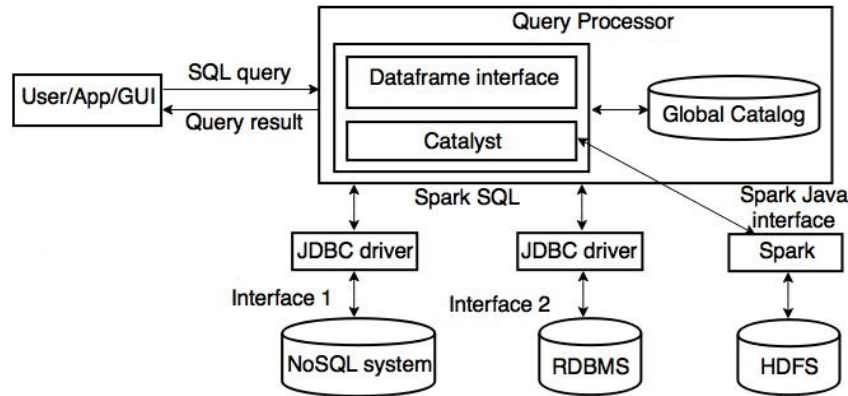 Query Processor
SQL query
Dataframe interface
User/App/GUI
Query result
Global Catalog
Catalyst
Spark SQL
Spark Java
interface
JDBC driver
JDBC driver
Spark
Interface 1
Interface 2
NoSQL system
RDBMS
HDFS